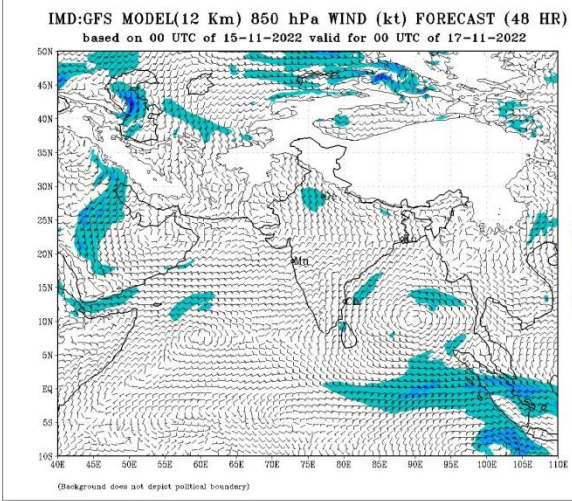 IMD:GFS MODEL(12 Km) 850 hPa WIND (kt) FORECAST (48 HR)
based on 00 UTC of 15-11-2022 valid for 00 UTC of 17-11-2022
50N
45N
40N
35N
30N
25N
20N
15N
10N
5N
EQ
5S
10S
40E 45E 50E 55E 60E 65E 70E 75E 80E 85E 90E 95E 100E 105E 110E
(Background does not depict political boundary)